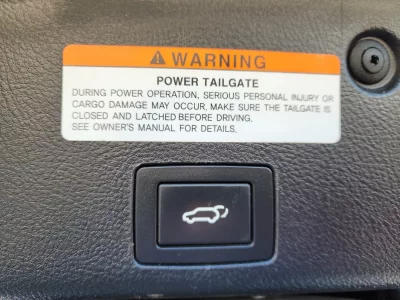 WARNING
POWER TAILGATE
DURING POWER OPERATION, SERIOUS PERSONAL INJURY OR
CARGO DAMAGE MAY OCCUR. MAKE SURE THE TAILGATE IS
CLOSED AND LATCHED BEFORE DRIVING.
SEE OWNER'S MANUAL FOR DETAILS.